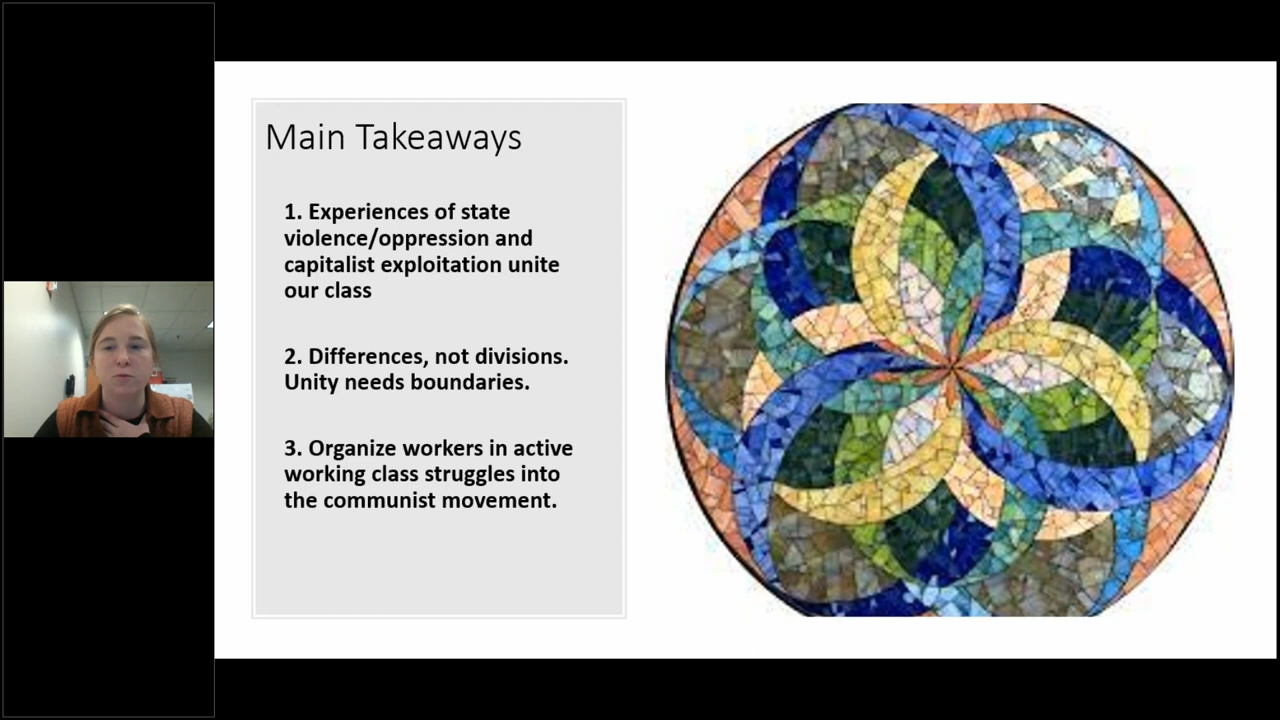 Main Takeaways
1. Experiences of state
violence/oppression and
capitalist exploitation unite
our class
2. Differences, not divisions.
Unity needs boundaries.
3. Organize workers in active
working class struggles into
the communist movement.